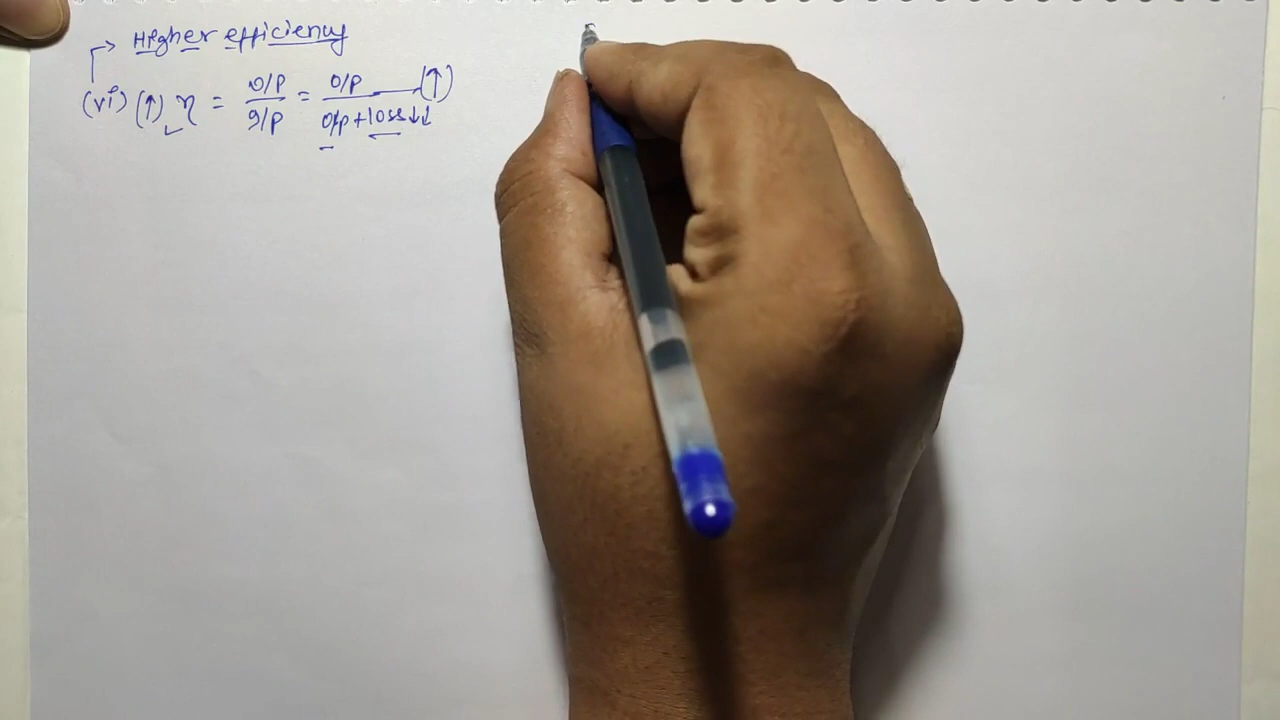 → Higher efficiency
(vi) (↑) η = O/P / I/P = O/P / O/p + loss↓↓ (↑)